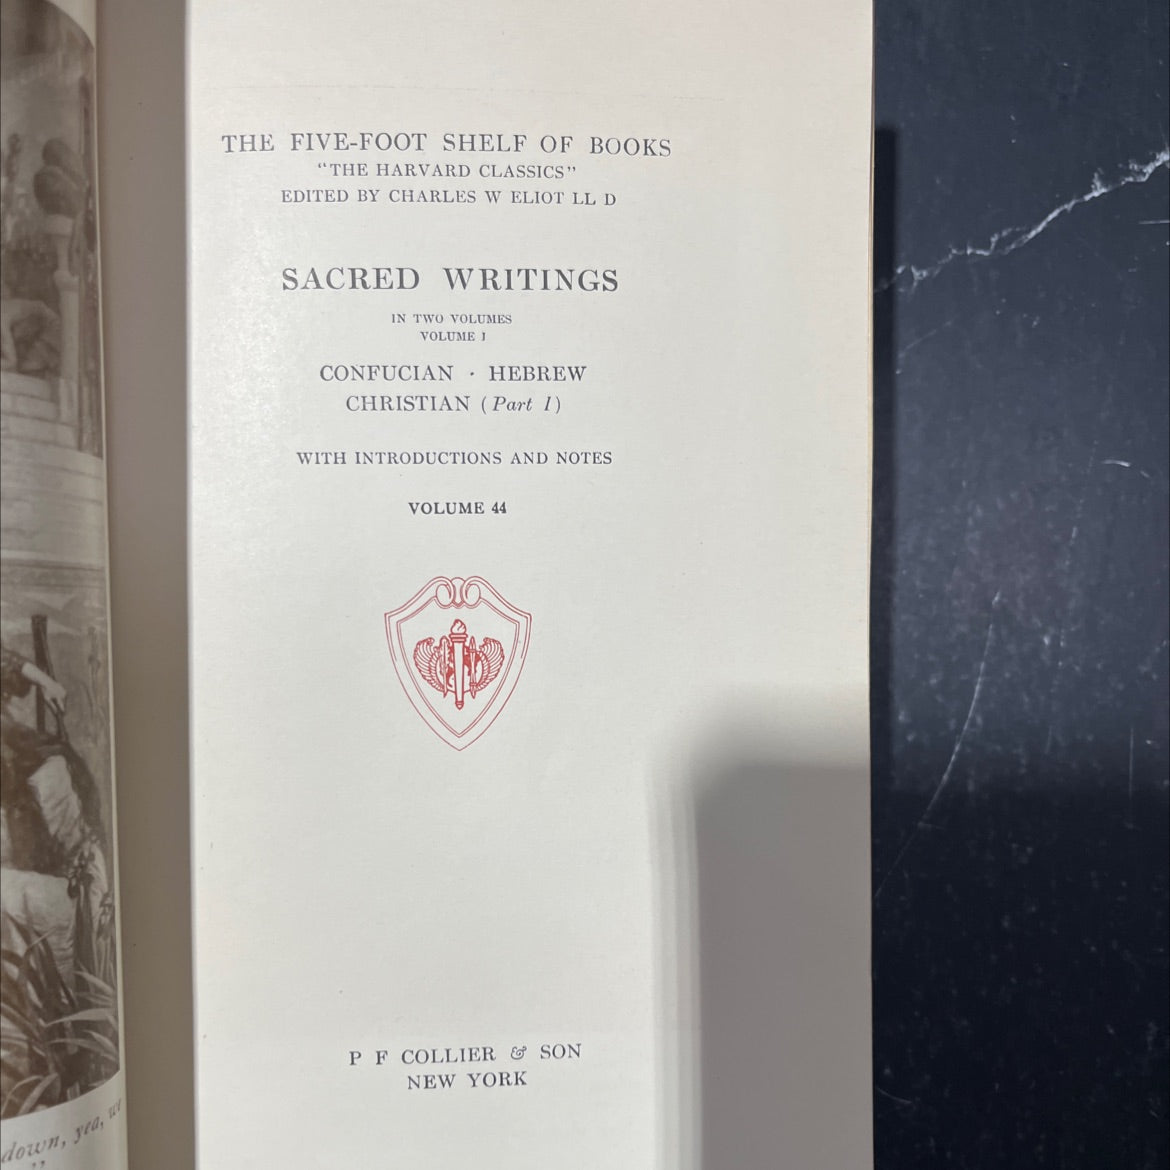 THE FIVE-FOOT SHELF OF BOOKS
"THE HARVARD CLASSICS"
EDITED BY CHARLES W ELIOT LL D
SACRED WRITINGS
IN TWO VOLUMES
VOLUME I
CONFUCIAN · HEBREW
CHRISTIAN (Part I)
WITH INTRODUCTIONS AND NOTES
VOLUME 44
P F COLLIER & SON
NEW YORK
down, yea, we
"